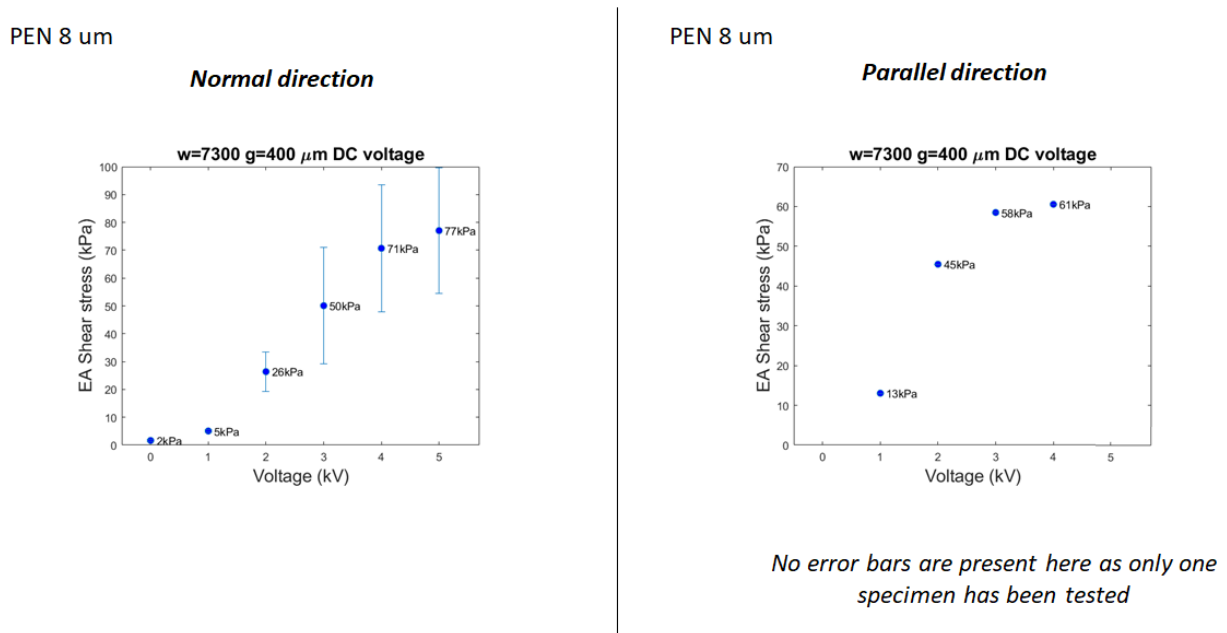 PEN 8 um
Normal direction
w=7300 g=400 μm DC voltage
100
90
80
70
60
50
40
30
20
10
0
EA Shear stress (kPa)
2kPa
5kPa
26kPa
50kPa
71kPa
77kPa
0 1 2 3 4 5
Voltage (kV)
PEN 8 um
Parallel direction
w=7300 g=400 μm DC voltage
70
60
50
40
30
20
10
0
EA Shear stress (kPa)
13kPa
45kPa
58kPa
61kPa
0 1 2 3 4 5
Voltage (kV)
No error bars are present here as only one
specimen has been tested